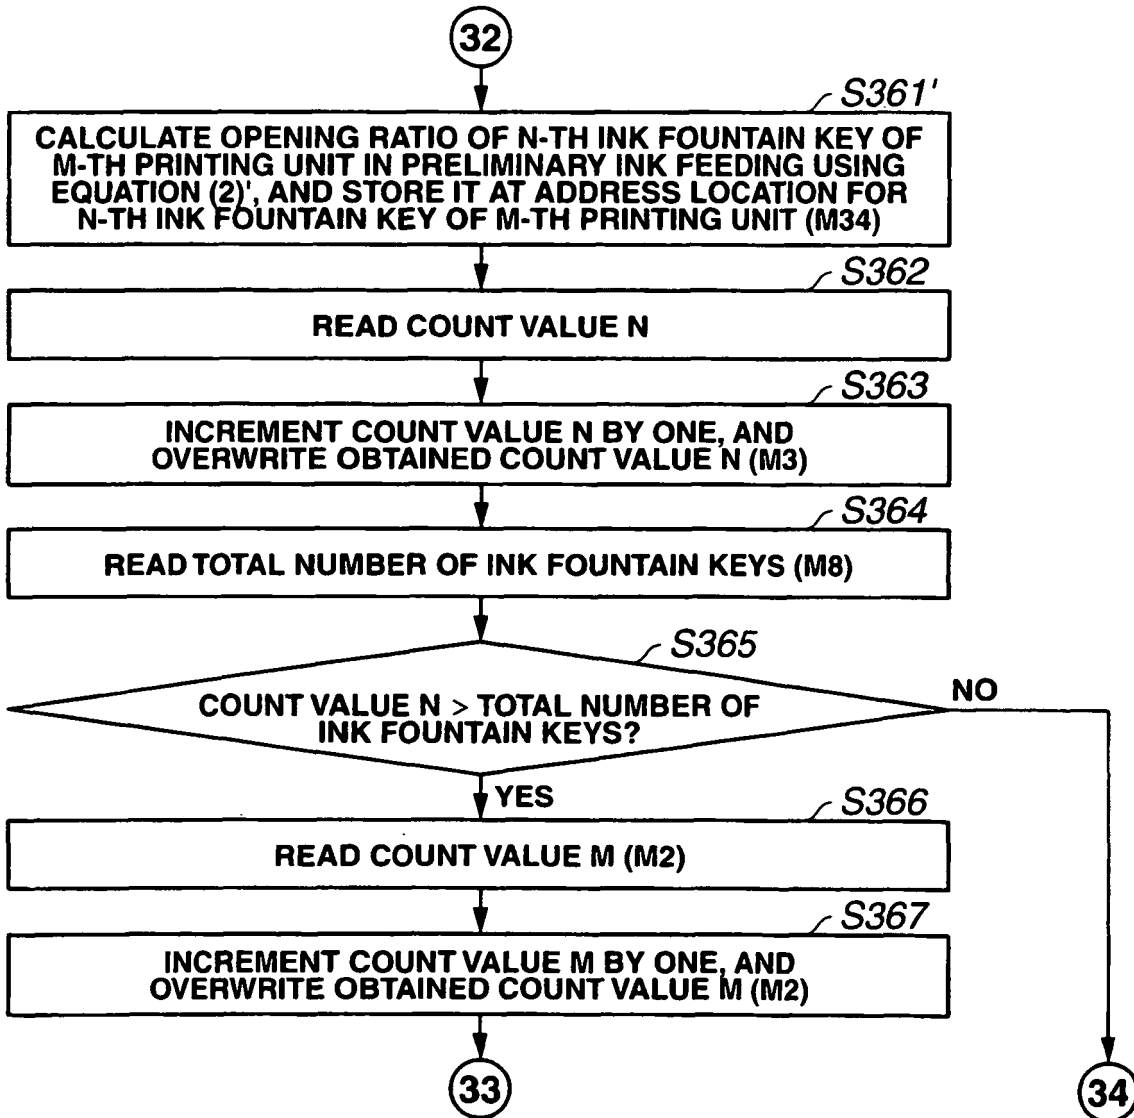 32
S361'
CALCULATE OPENING RATIO OF N-TH INK FOUNTAIN KEY OF
M-TH PRINTING UNIT IN PRELIMINARY INK FEEDING USING
EQUATION (2)', AND STORE IT AT ADDRESS LOCATION FOR
N-TH INK FOUNTAIN KEY OF M-TH PRINTING UNIT (M34)
S362
READ COUNT VALUE N
S363
INCREMENT COUNT VALUE N BY ONE, AND
OVERWRITE OBTAINED COUNT VALUE N (M3)
S364
READ TOTAL NUMBER OF INK FOUNTAIN KEYS (M8)
S365
COUNT VALUE N > TOTAL NUMBER OF
INK FOUNTAIN KEYS?
NO
YES
S366
READ COUNT VALUE M (M2)
S367
INCREMENT COUNT VALUE M BY ONE, AND
OVERWRITE OBTAINED COUNT VALUE M (M2)
33
34